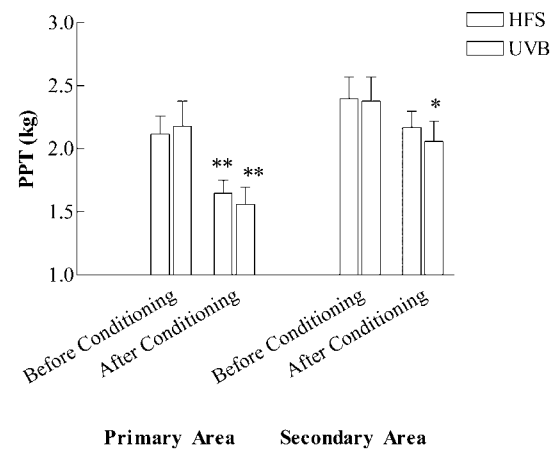 HFS
UVB
PPT (kg)
3.0
2.5
2.0
1.5
1.0
**
**
*
Before Conditioning
After Conditioning
Before Conditioning
After Conditioning
Primary Area
Secondary Area